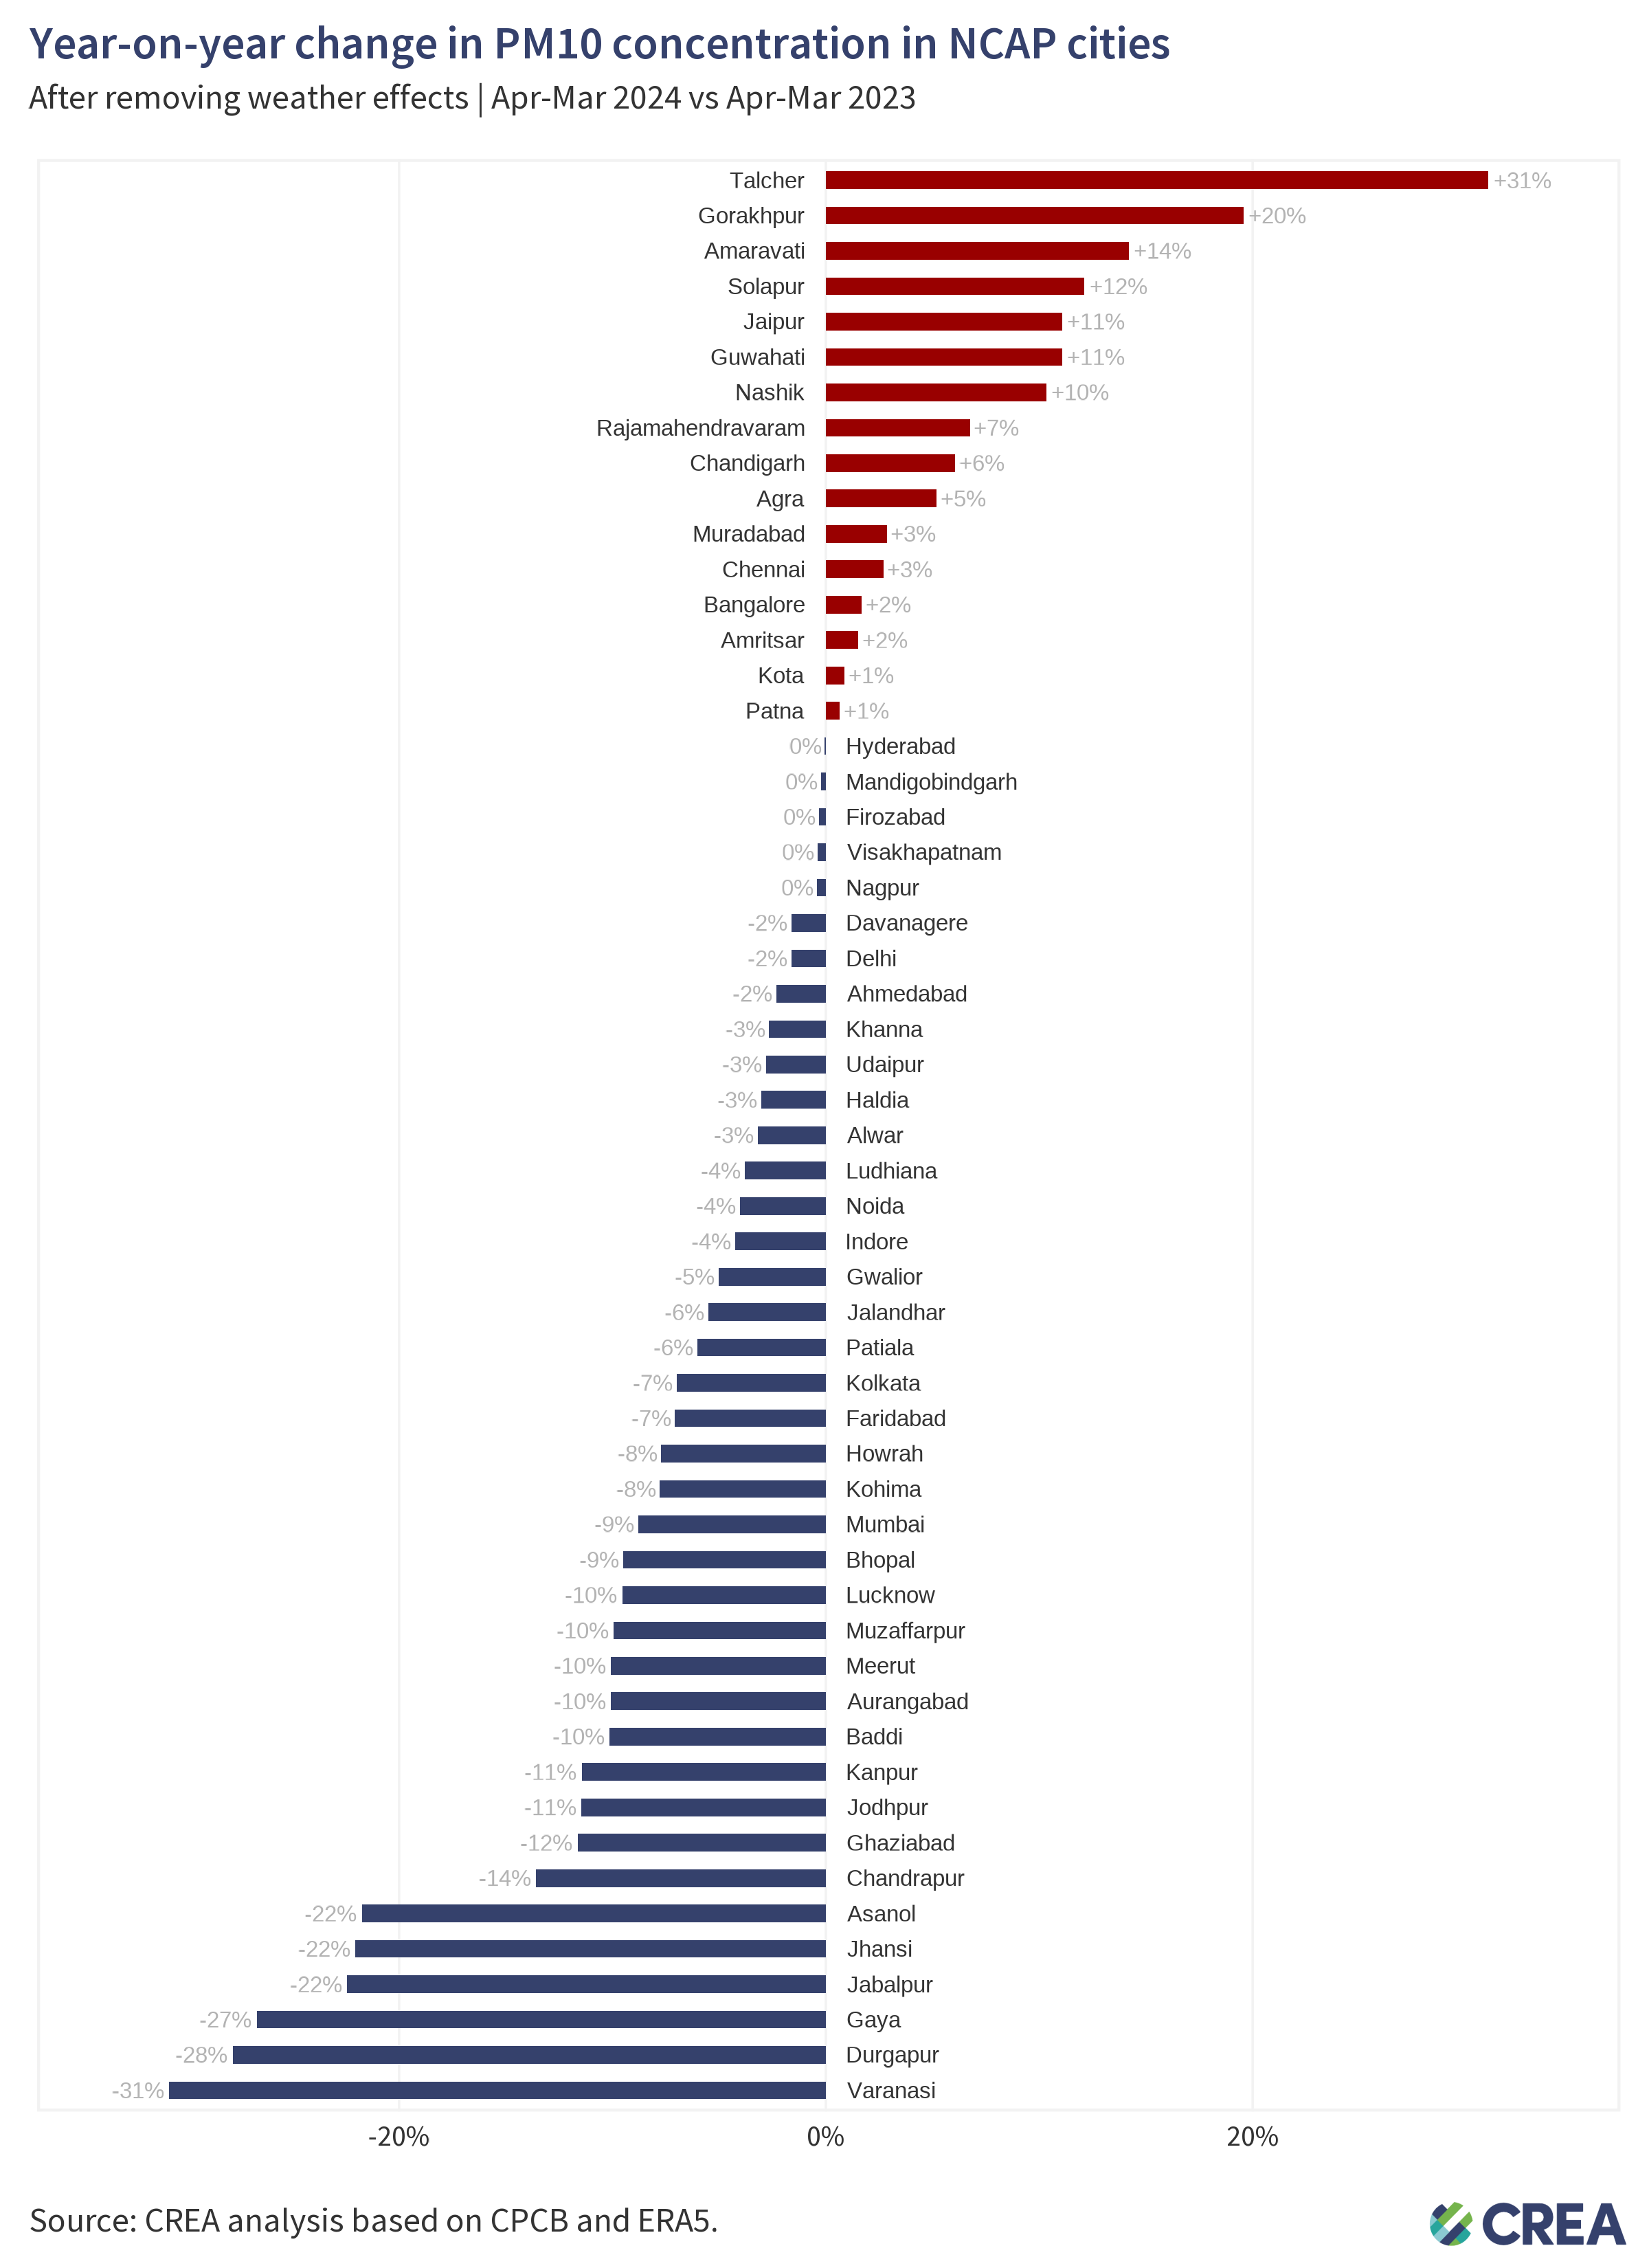 Year-on-year change in PM10 concentration in NCAP cities
After removing weather effects | Apr-Mar 2024 vs Apr-Mar 2023
Talcher +31%
Gorakhpur +20%
Amaravati +14%
Solapur +12%
Jaipur +11%
Guwahati +11%
Nashik +10%
Rajamahendravaram +7%
Chandigarh +6%
Agra +5%
Muradabad +3%
Chennai +3%
Bangalore +2%
Amritsar +2%
Kota +1%
Patna +1%
0% Hyderabad
0% Mandigobindgarh
0% Firozabad
0% Visakhapatnam
0% Nagpur
-2% Davanagere
-2% Delhi
-2% Ahmedabad
-3% Khanna
-3% Udaipur
-3% Haldia
-3% Alwar
-4% Ludhiana
-4% Noida
-4% Indore
-5% Gwalior
-6% Jalandhar
-6% Patiala
-7% Kolkata
-7% Faridabad
-8% Howrah
-8% Kohima
-9% Mumbai
-9% Bhopal
-10% Lucknow
-10% Muzaffarpur
-10% Meerut
-10% Aurangabad
-10% Baddi
-11% Kanpur
-11% Jodhpur
-12% Ghaziabad
-14% Chandrapur
-22% Asanol
-22% Jhansi
-22% Jabalpur
-27% Gaya
-28% Durgapur
-31% Varanasi
-20% 0% 20%
Source: CREA analysis based on CPCB and ERA5.
CREA